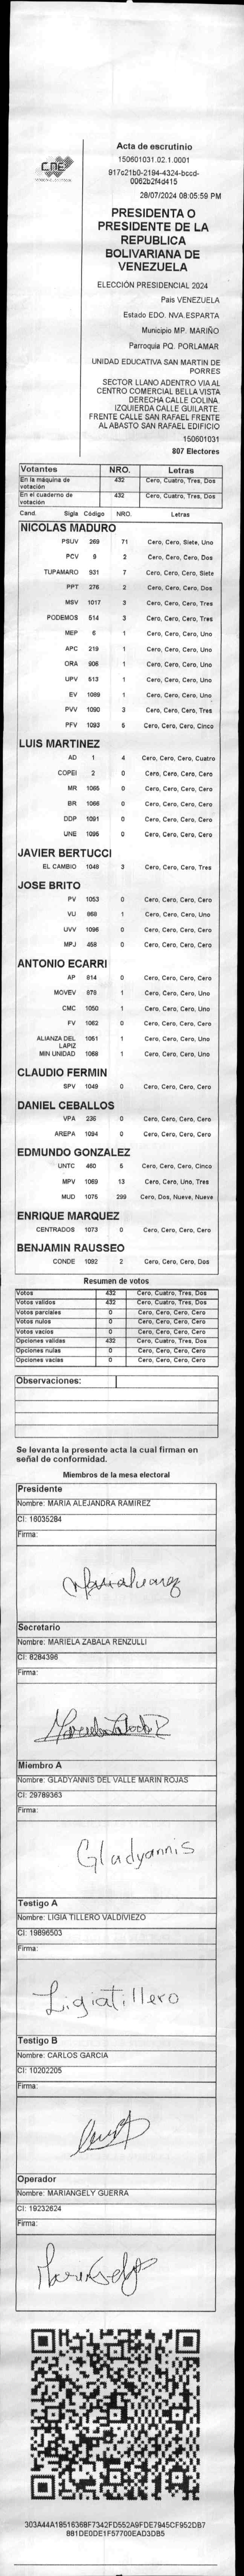 CNE
Acta de escrutinio
150601031.02.1.0001
917c21b0-2194-4324-bccd-
0062b2f4d415
28/07/2024 08:05:59 PM
PRESIDENTA O
PRESIDENTE DE LA
REPUBLICA
BOLIVARIANA DE
VENEZUELA
ELECCIÓN PRESIDENCIAL 2024
Pais VENEZUELA
Estado EDO. NVA.ESPARTA
Municipio MP. MARIÑO
Parroquia PQ. PORLAMAR
UNIDAD EDUCATIVA SAN MARTIN DE
PORRES
SECTOR LLANO ADENTRO VIA AL
CENTRO COMERCIAL BELLA VISTA
DERECHA CALLE COLINA.
IZQUIERDA CALLE GUILARTE.
FRENTE CALLE SAN RAFAEL FRENTE
AL ABASTO SAN RAFAEL EDIFICIO
150601031
807 Electores
Votantes NRO. Letras
En la máquina de votación 432 Cero, Cuatro, Tres, Dos
En el cuaderno de votación 432 Cero, Cuatro, Tres, Dos
Cand. Sigla Código NRO. Letras
NICOLAS MADURO
PSUV 269 71 Cero, Cero, Siete, Uno
PCV 9 2 Cero, Cero, Cero, Dos
TUPAMARO 931 7 Cero, Cero, Cero, Siete
PPT 276 2 Cero, Cero, Cero, Dos
MSV 1017 3 Cero, Cero, Cero, Tres
PODEMOS 514 3 Cero, Cero, Cero, Tres
MEP 6 1 Cero, Cero, Cero, Uno
APC 219 1 Cero, Cero, Cero, Uno
ORA 906 1 Cero, Cero, Cero, Uno
UPV 513 1 Cero, Cero, Cero, Uno
EV 1089 1 Cero, Cero, Cero, Uno
PVV 1090 3 Cero, Cero, Cero, Tres
PFV 1093 5 Cero, Cero, Cero, Cinco
LUIS MARTINEZ
AD 1 4 Cero, Cero, Cero, Cuatro
COPEI 2 0 Cero, Cero, Cero, Cero
MR 1065 0 Cero, Cero, Cero, Cero
BR 1066 0 Cero, Cero, Cero, Cero
DDP 1091 0 Cero, Cero, Cero, Cero
UNE 1095 0 Cero, Cero, Cero, Cero
JAVIER BERTUCCI
EL CAMBIO 1048 3 Cero, Cero, Cero, Tres
JOSE BRITO
PV 1053 0 Cero, Cero, Cero, Cero
VU 868 1 Cero, Cero, Cero, Uno
UVV 1096 0 Cero, Cero, Cero, Cero
MPJ 458 0 Cero, Cero, Cero, Cero
ANTONIO ECARRI
AP 814 0 Cero, Cero, Cero, Cero
MOVEV 878 1 Cero, Cero, Cero, Uno
CMC 1050 1 Cero, Cero, Cero, Uno
FV 1062 0 Cero, Cero, Cero, Cero
ALIANZA DEL LAPIZ 1051 1 Cero, Cero, Cero, Uno
MIN UNIDAD 1068 1 Cero, Cero, Cero, Uno
CLAUDIO FERMIN
SPV 1049 0 Cero, Cero, Cero, Cero
DANIEL CEBALLOS
VPA 236 0 Cero, Cero, Cero, Cero
AREPA 1094 0 Cero, Cero, Cero, Cero
EDMUNDO GONZALEZ
UNTC 460 5 Cero, Cero, Cero, Cinco
MPV 1069 13 Cero, Cero, Uno, Tres
MUD 1075 299 Cero, Dos, Nueve, Nueve
ENRIQUE MARQUEZ
CENTRADOS 1073 0 Cero, Cero, Cero, Cero
BENJAMIN RAUSSEO
CONDE 1092 2 Cero, Cero, Cero, Dos
Resumen de votos
Votos 432 Cero, Cuatro, Tres, Dos
Votos validos 432 Cero, Cuatro, Tres, Dos
Votos parciales 0 Cero, Cero, Cero, Cero
Votos nulos 0 Cero, Cero, Cero, Cero
Votos vacios 0 Cero, Cero, Cero, Cero
Opciones validas 432 Cero, Cuatro, Tres, Dos
Opciones nulas 0 Cero, Cero, Cero, Cero
Opciones vacias 0 Cero, Cero, Cero, Cero
Observaciones:
Se levanta la presente acta la cual firman en
señal de conformidad.
Miembros de la mesa electoral
Presidente
Nombre: MARIA ALEJANDRA RAMIREZ
CI: 16035284
Firma:
Secretario
Nombre: MARIELA ZABALA RENZULLI
CI: 8284396
Firma:
Miembro A
Nombre: GLADYANNIS DEL VALLE MARIN ROJAS
CI: 29789363
Firma:
Gladyannis
Testigo A
Nombre: LIGIA TILLERO VALDIVIEZO
CI: 19896503
Firma:
Ligiatillero
Testigo B
Nombre: CARLOS GARCIA
CI: 10202205
Firma:
Operador
Nombre: MARIANGELY GUERRA
CI: 19232624
Firma:
303A44A18516368F7342FD552A9FDE7945CF952DB7
881DE0DE1F57700EAD3DB5